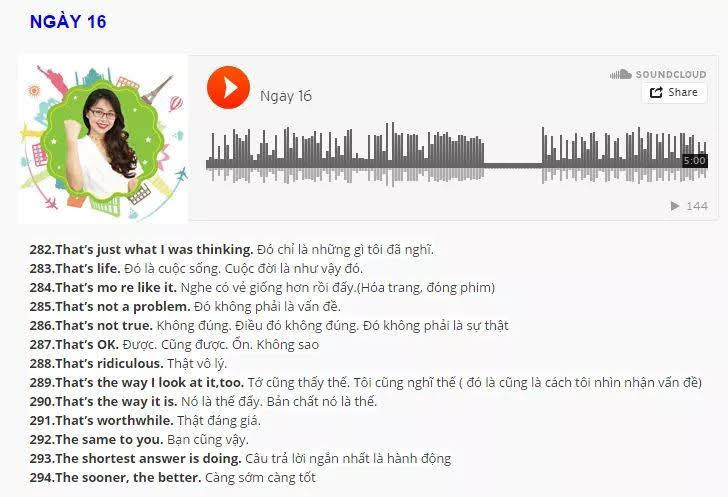 NGÀY 16
SOUNDCLOUD
Share
Ngay 16
5:00
144
282.That's just what I was thinking. Đó chỉ là những gì tôi đã nghĩ.
283.That's life. Đó là cuộc sống. Cuộc đời là như vậy đó.
284.That's mo re like it. Nghe có vẻ giống hơn rồi đấy.(Hóa trang, đóng phim)
285.That's not a problem. Đó không phải là vấn đề.
286.That's not true. Không đúng. Điều đó không đúng. Đó không phải là sự thật
287.That's OK. Được. Cũng được. Ổn. Không sao
288.That's ridiculous. Thật vô lý.
289.That's the way I look at it,too. Tớ cũng thấy thế. Tôi cũng nghĩ thế ( đó là cũng là cách tôi nhìn nhận vấn đề)
290.That's the way it is. Nó là thế đấy. Bản chất nó là thế.
291.That's worthwhile. Thật đáng giá.
292.The same to you. Bạn cũng vậy.
293.The shortest answer is doing. Câu trả lời ngắn nhất là hành động
294.The sooner, the better. Càng sớm càng tốt